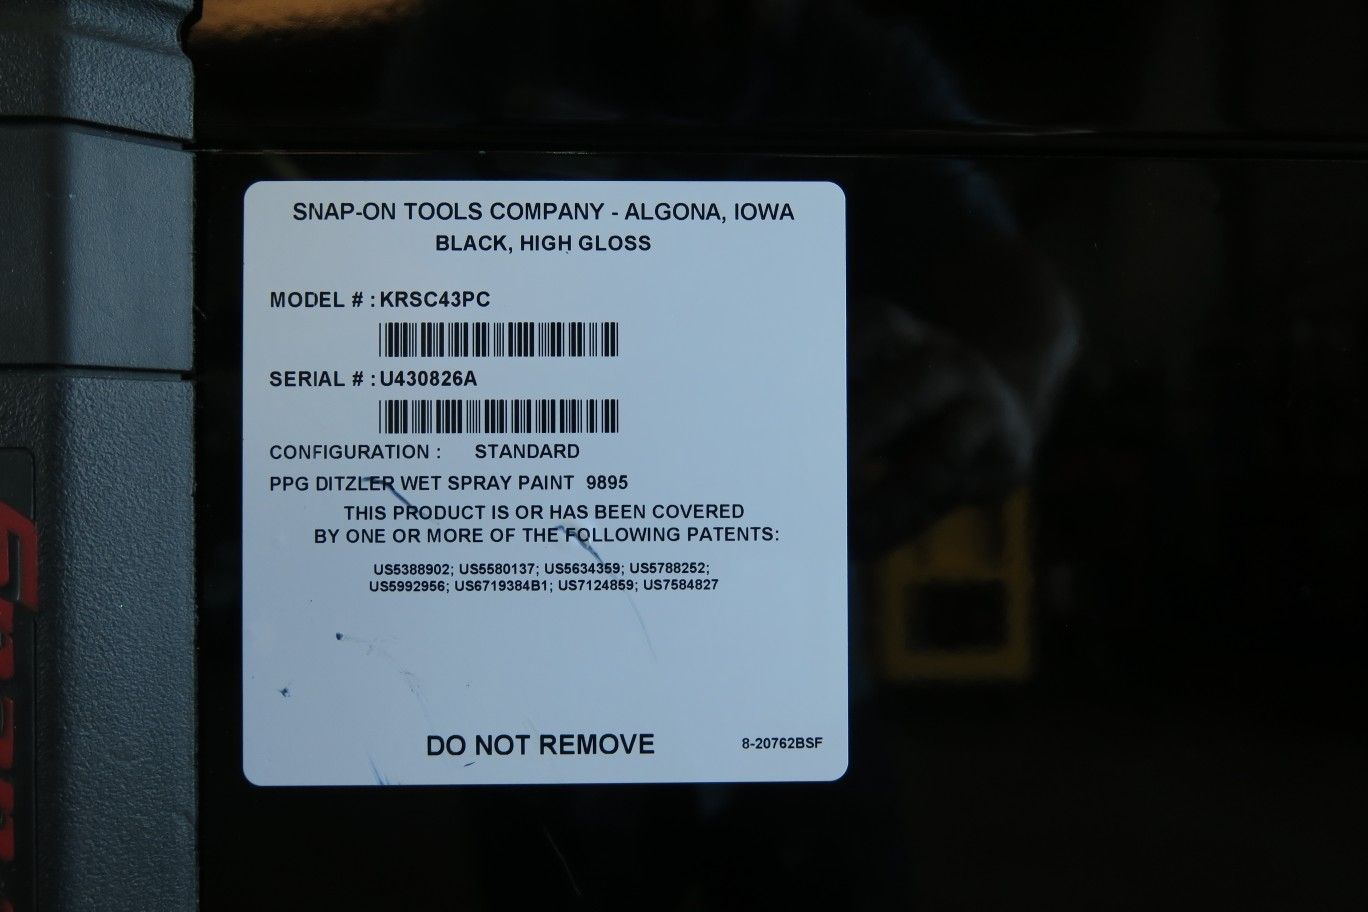 SNAP-ON TOOLS COMPANY - ALGONA, IOWA
BLACK, HIGH GLOSS
MODEL # : KRSC43PC
SERIAL # : U430826A
CONFIGURATION : STANDARD
PPG DITZLER WET SPRAY PAINT 9895
THIS PRODUCT IS OR HAS BEEN COVERED
BY ONE OR MORE OF THE FOLLOWING PATENTS:
US5388902; US5580137; US5634359; US5788252;
US5992956; US6719384B1; US7124859; US7584827
DO NOT REMOVE
8-20762BSF